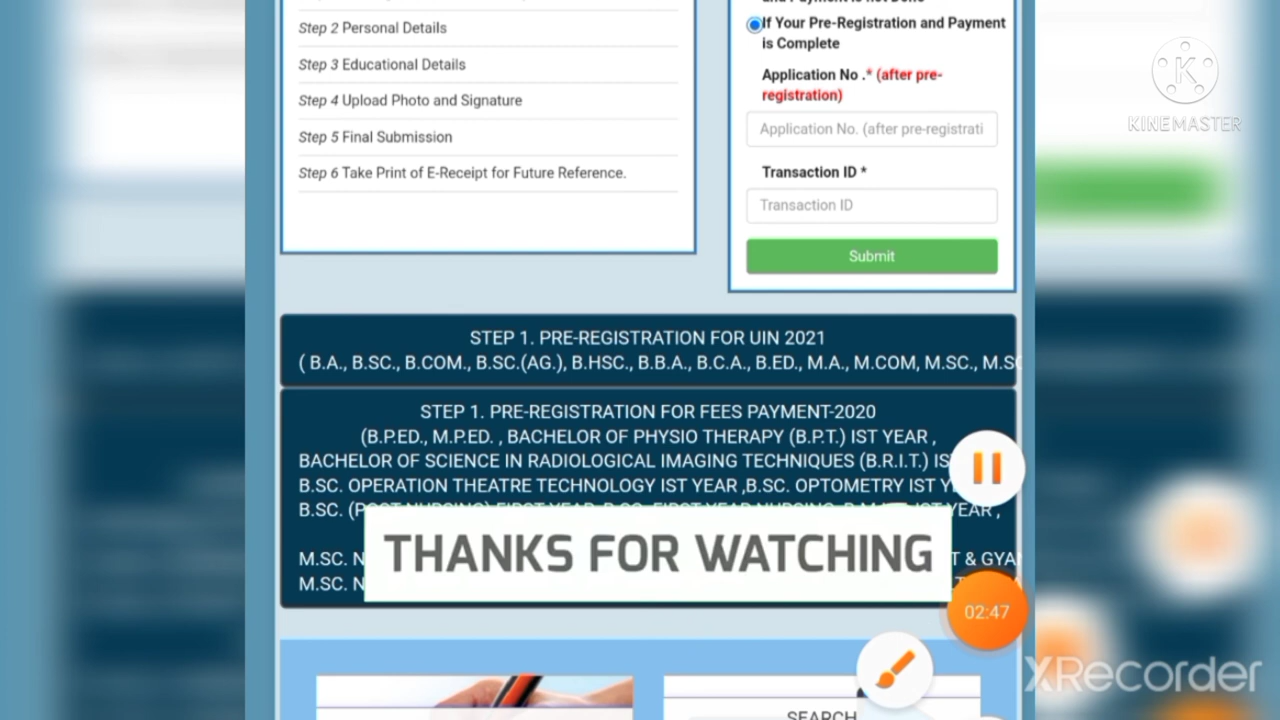 Step 2 Personal Details
Step 3 Educational Details
Step 4 Upload Photo and Signature
Step 5 Final Submission
Step 6 Take Print of E-Receipt for Future Reference.
If Your Pre-Registration and Payment
is Complete
Application No .* (after pre-
registration)
Application No. (after pre-registrati
Transaction ID *
Transaction ID
Submit
K
KINEMASTER
STEP 1. PRE-REGISTRATION FOR UIN 2021
( B.A., B.SC., B.COM., B.SC.(AG.), B.HSC., B.B.A., B.C.A., B.ED., M.A., M.COM, M.SC., M.SC
STEP 1. PRE-REGISTRATION FOR FEES PAYMENT-2020
(B.P.ED., M.P.ED. , BACHELOR OF PHYSIO THERAPY (B.P.T.) IST YEAR ,
BACHELOR OF SCIENCE IN RADIOLOGICAL IMAGING TECHNIQUES (B.R.I.T.) IS
B.SC. OPERATION THEATRE TECHNOLOGY IST YEAR ,B.SC. OPTOMETRY IST Y
B.SC. YEAR ,
M.SC. N T & GYA
M.SC. N
THANKS FOR WATCHING
02:47
XRecorder
SEARCH